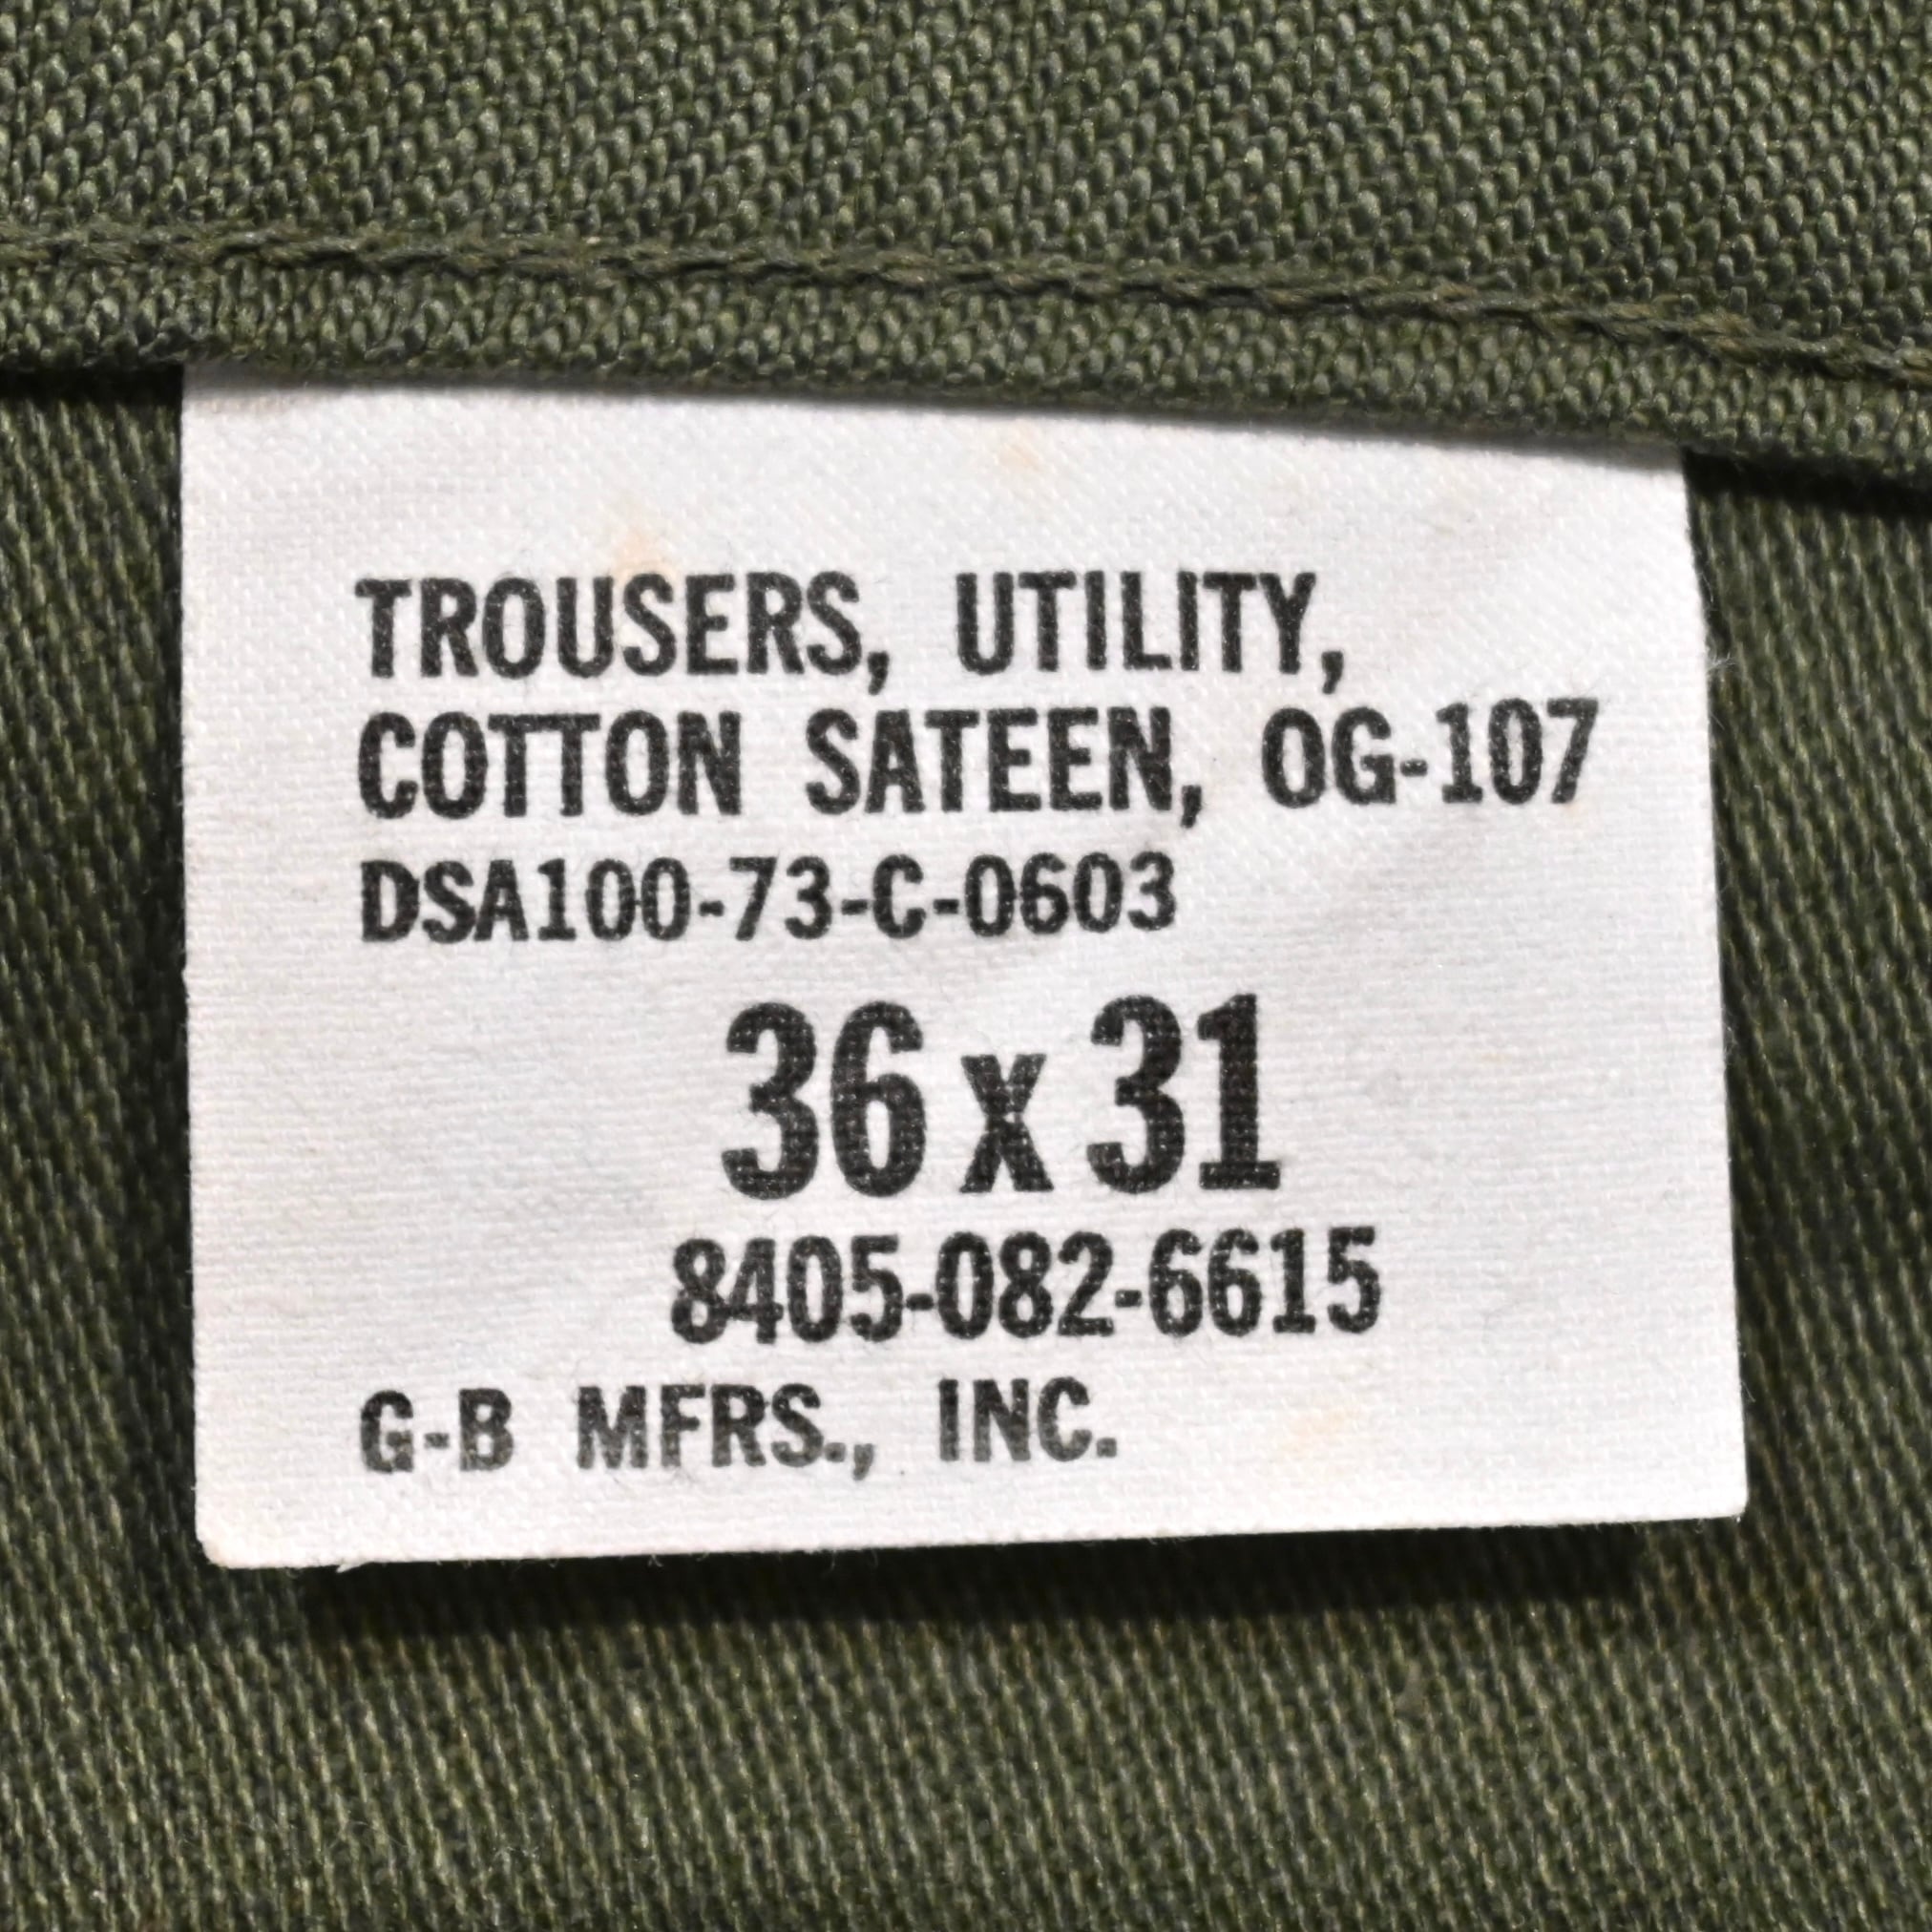 TROUSERS, UTILITY,
COTTON SATEEN, OG-107
DSA100-73-C-0603
36 x 31
8405-082-6615
G-B MFRS., INC.